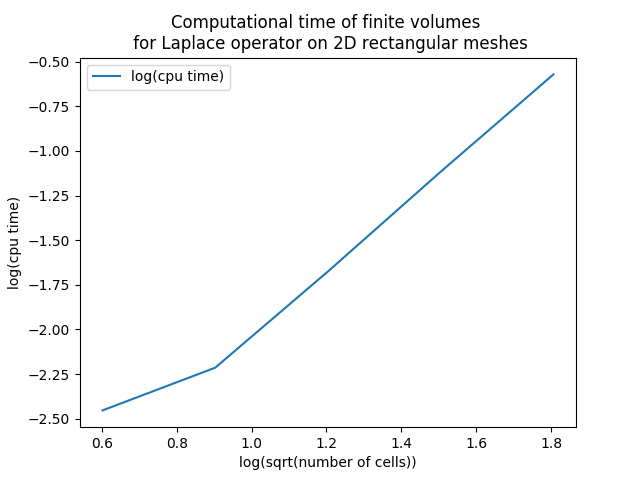 Computational time of finite volumes
for Laplace operator on 2D rectangular meshes
log(cpu time)
−0.50
−0.75
−1.00
−1.25
−1.50
−1.75
−2.00
−2.25
−2.50
log(cpu time)
0.6 0.8 1.0 1.2 1.4 1.6 1.8
log(sqrt(number of cells))